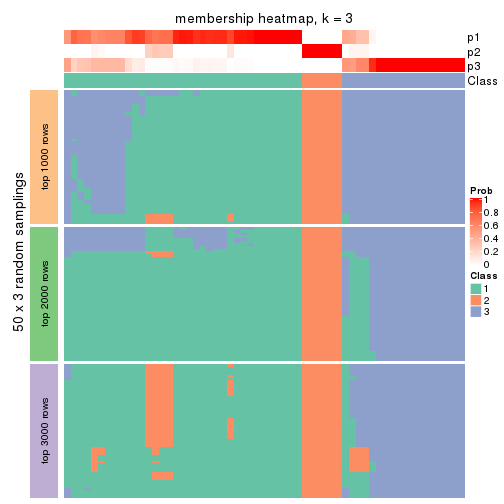 membership heatmap, k = 3
p1
p2
p3
Class
50 x 3 random samplings
top 1000 rows
top 2000 rows
top 3000 rows
Prob
1
0.8
0.6
0.4
0.2
0
Class
1
2
3